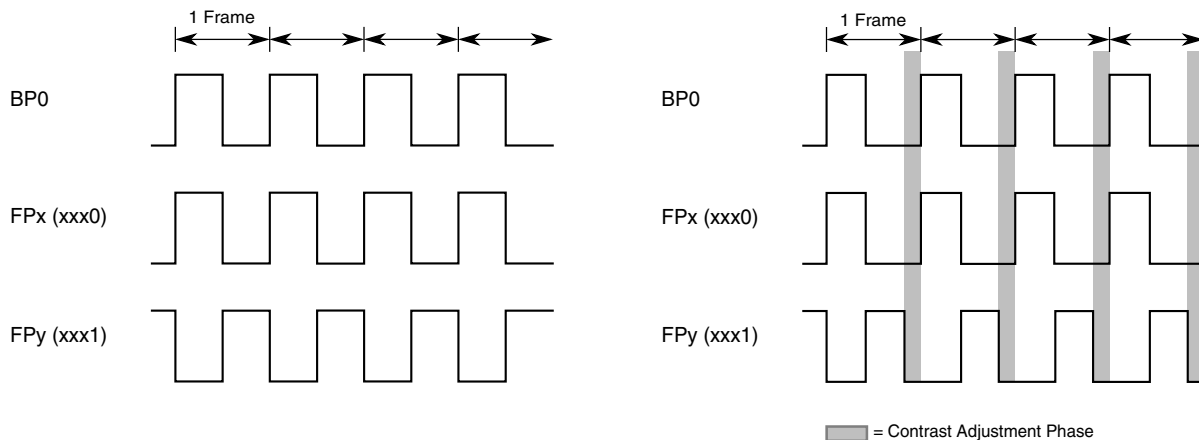 1 Frame
BP0
FPx (xxx0)
FPy (xxx1)
1 Frame
BP0
FPx (xxx0)
FPy (xxx1)
= Contrast Adjustment Phase